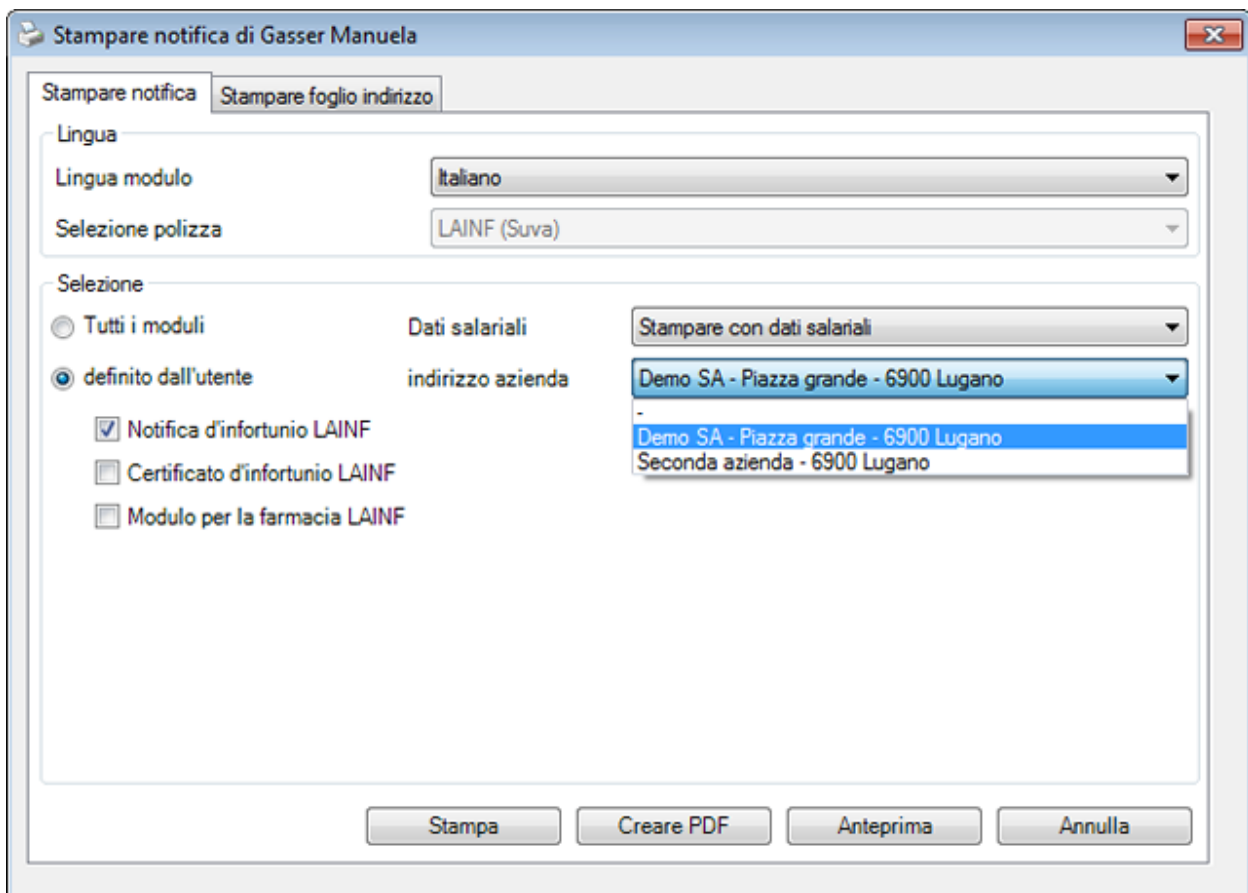 Stampare notifica di Gasser Manuela
Stampare notifica Stampare foglio indirizzo
Lingua
Lingua modulo Italiano
Selezione polizza LAINF (Suva)
Selezione
Tutti i moduli Dati salariali Stampare con dati salariali
definito dall'utente indirizzo azienda Demo SA - Piazza grande - 6900 Lugano
-
Notifica d'infortunio LAINF Demo SA - Piazza grande - 6900 Lugano
Seconda azienda - 6900 Lugano
Certificato d'infortunio LAINF
Modulo per la farmacia LAINF
Stampa Creare PDF Anteprima Annulla